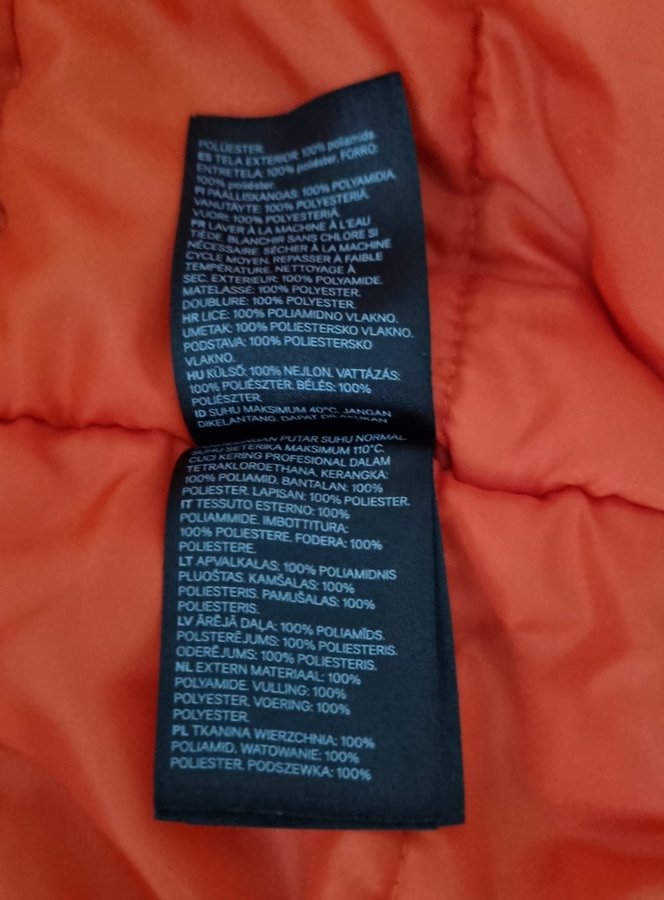 POLIÉSTER.
ES TELA EXTERIOR: 100% poliamida.
ENTRETELA: 100% poliéster. FORRO:
100% poliéster.
FI PÄÄLLISKANGAS: 100% POLYAMIDIA.
VANUTÄYTE: 100% POLYESTERIÄ.
VUORI: 100% POLYESTERIÄ.
FR LAVER À LA MACHINE À L'EAU
TIÈDE. BLANCHIR SANS CHLORE SI
NÉCESSAIRE. SÉCHER À LA MACHINE
CYCLE MOYEN. REPASSER À FAIBLE
TEMPÉRATURE. NETTOYAGE À
SEC. EXTERIEUR: 100% POLYAMIDE.
MATELASSÉ: 100% POLYESTER.
DOUBLURE: 100% POLYESTER.
HR LICE: 100% POLIAMIDNO VLAKNO.
UMETAK: 100% POLIESTERSKO VLAKNO.
PODSTAVA: 100% POLIESTERSKO
VLAKNO.
HU KÜLSŐ: 100% NEJLON. VATTÁZÁS:
100% POLIÉSZTER. BÉLÉS: 100%
POLIÉSZTER.
ID SUHU MAKSIMUM 40°C. JANGAN
DIKELANTANG. DAPAT DILAKUKAN
PUTAR SUHU NORMAL.
SUHU SETERIKA MAKSIMUM 110°C.
CUCI KERING PROFESIONAL DALAM
TETRAKLOROETHANA. KERANGKA:
100% POLIAMID. BANTALAN: 100%
POLIESTER. LAPISAN: 100% POLIESTER.
IT TESSUTO ESTERNO: 100%
POLIAMMIDE. IMBOTTITURA:
100% POLIESTERE. FODERA: 100%
POLIESTERE.
LT APVALKALAS: 100% POLIAMIDNIS
PLUOŠTAS. KAMŠALAS: 100%
POLIESTERIS. PAMUŠALAS: 100%
POLIESTERIS.
LV ĀRĒJĀ DAĻA: 100% POLIAMĪDS.
POLSTERĒJUMS: 100% POLIESTERIS.
ODERĒJUMS: 100% POLIESTERIS.
NL EXTERN MATERIAAL: 100%
POLYAMIDE. VULLING: 100%
POLYESTER. VOERING: 100%
POLYESTER.
PL TKANINA WIERZCHNIA: 100%
POLIAMID. WATOWANIE: 100%
POLIESTER. PODSZEWKA: 100%